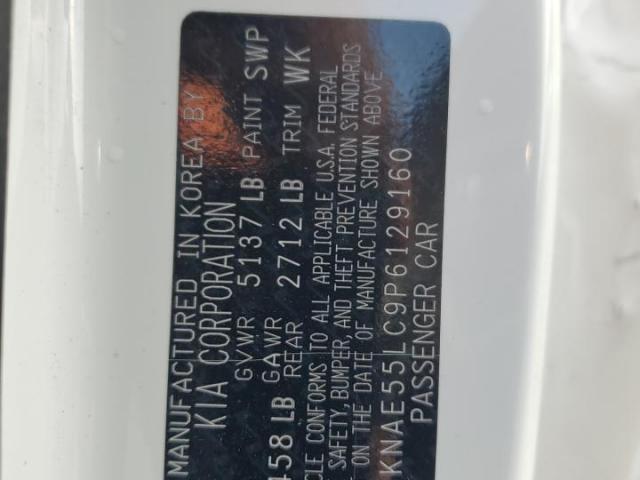 MANUFACTURED IN KOREA BY
KIA CORPORATION
GVWR 5137 LB PAINT SWP
458 LB GAWR REAR 2712 LB TRIM WK
CLE CONFORMS TO ALL APPLICABLE U.S.A. FEDERAL
SAFETY, BUMPER, AND THEFT PREVENTION STANDARDS
ON THE DATE OF MANUFACTURE SHOWN ABOVE
KNAE55LC9P6129160
PASSENGER CAR